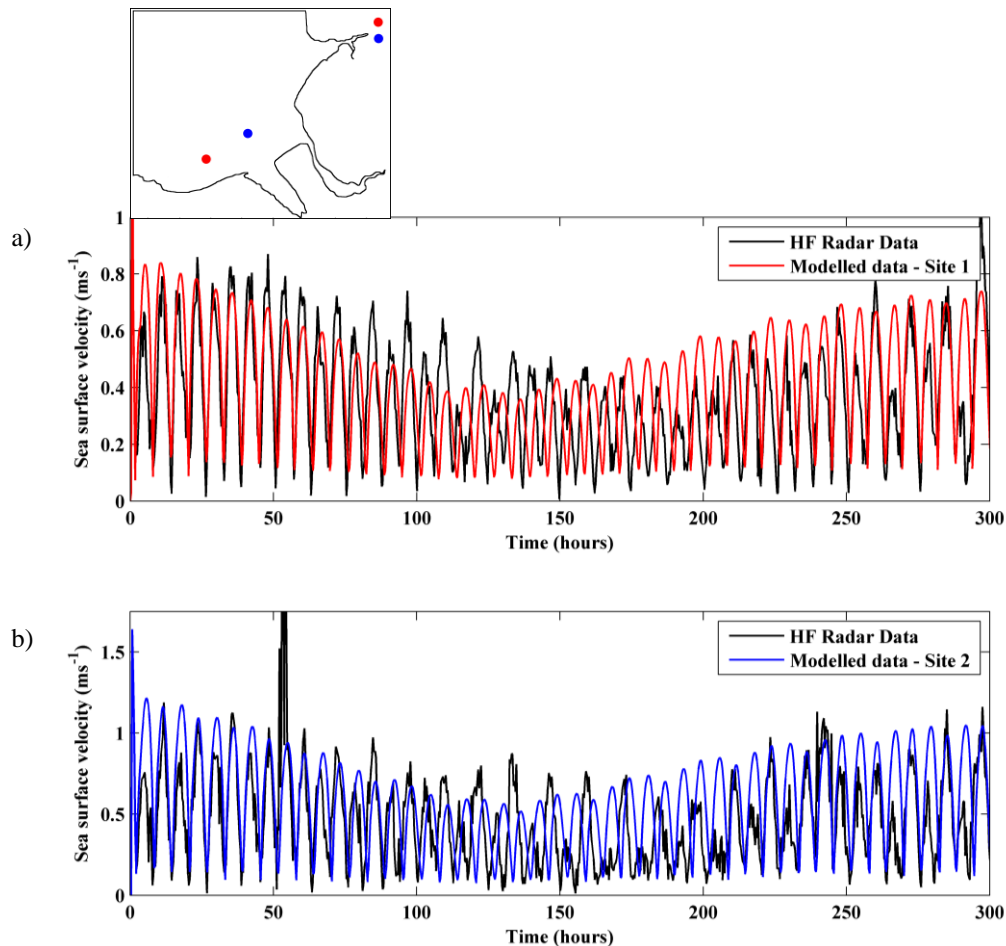 a)
Sea surface velocity (ms⁻¹)
1
0.8
0.6
0.4
0.2
0
HF Radar Data
Modelled data - Site 1
0 50 100 150 200 250 300
Time (hours)
b)
Sea surface velocity (ms⁻¹)
1.5
1
0.5
0
HF Radar Data
Modelled data - Site 2
0 50 100 150 200 250 300
Time (hours)